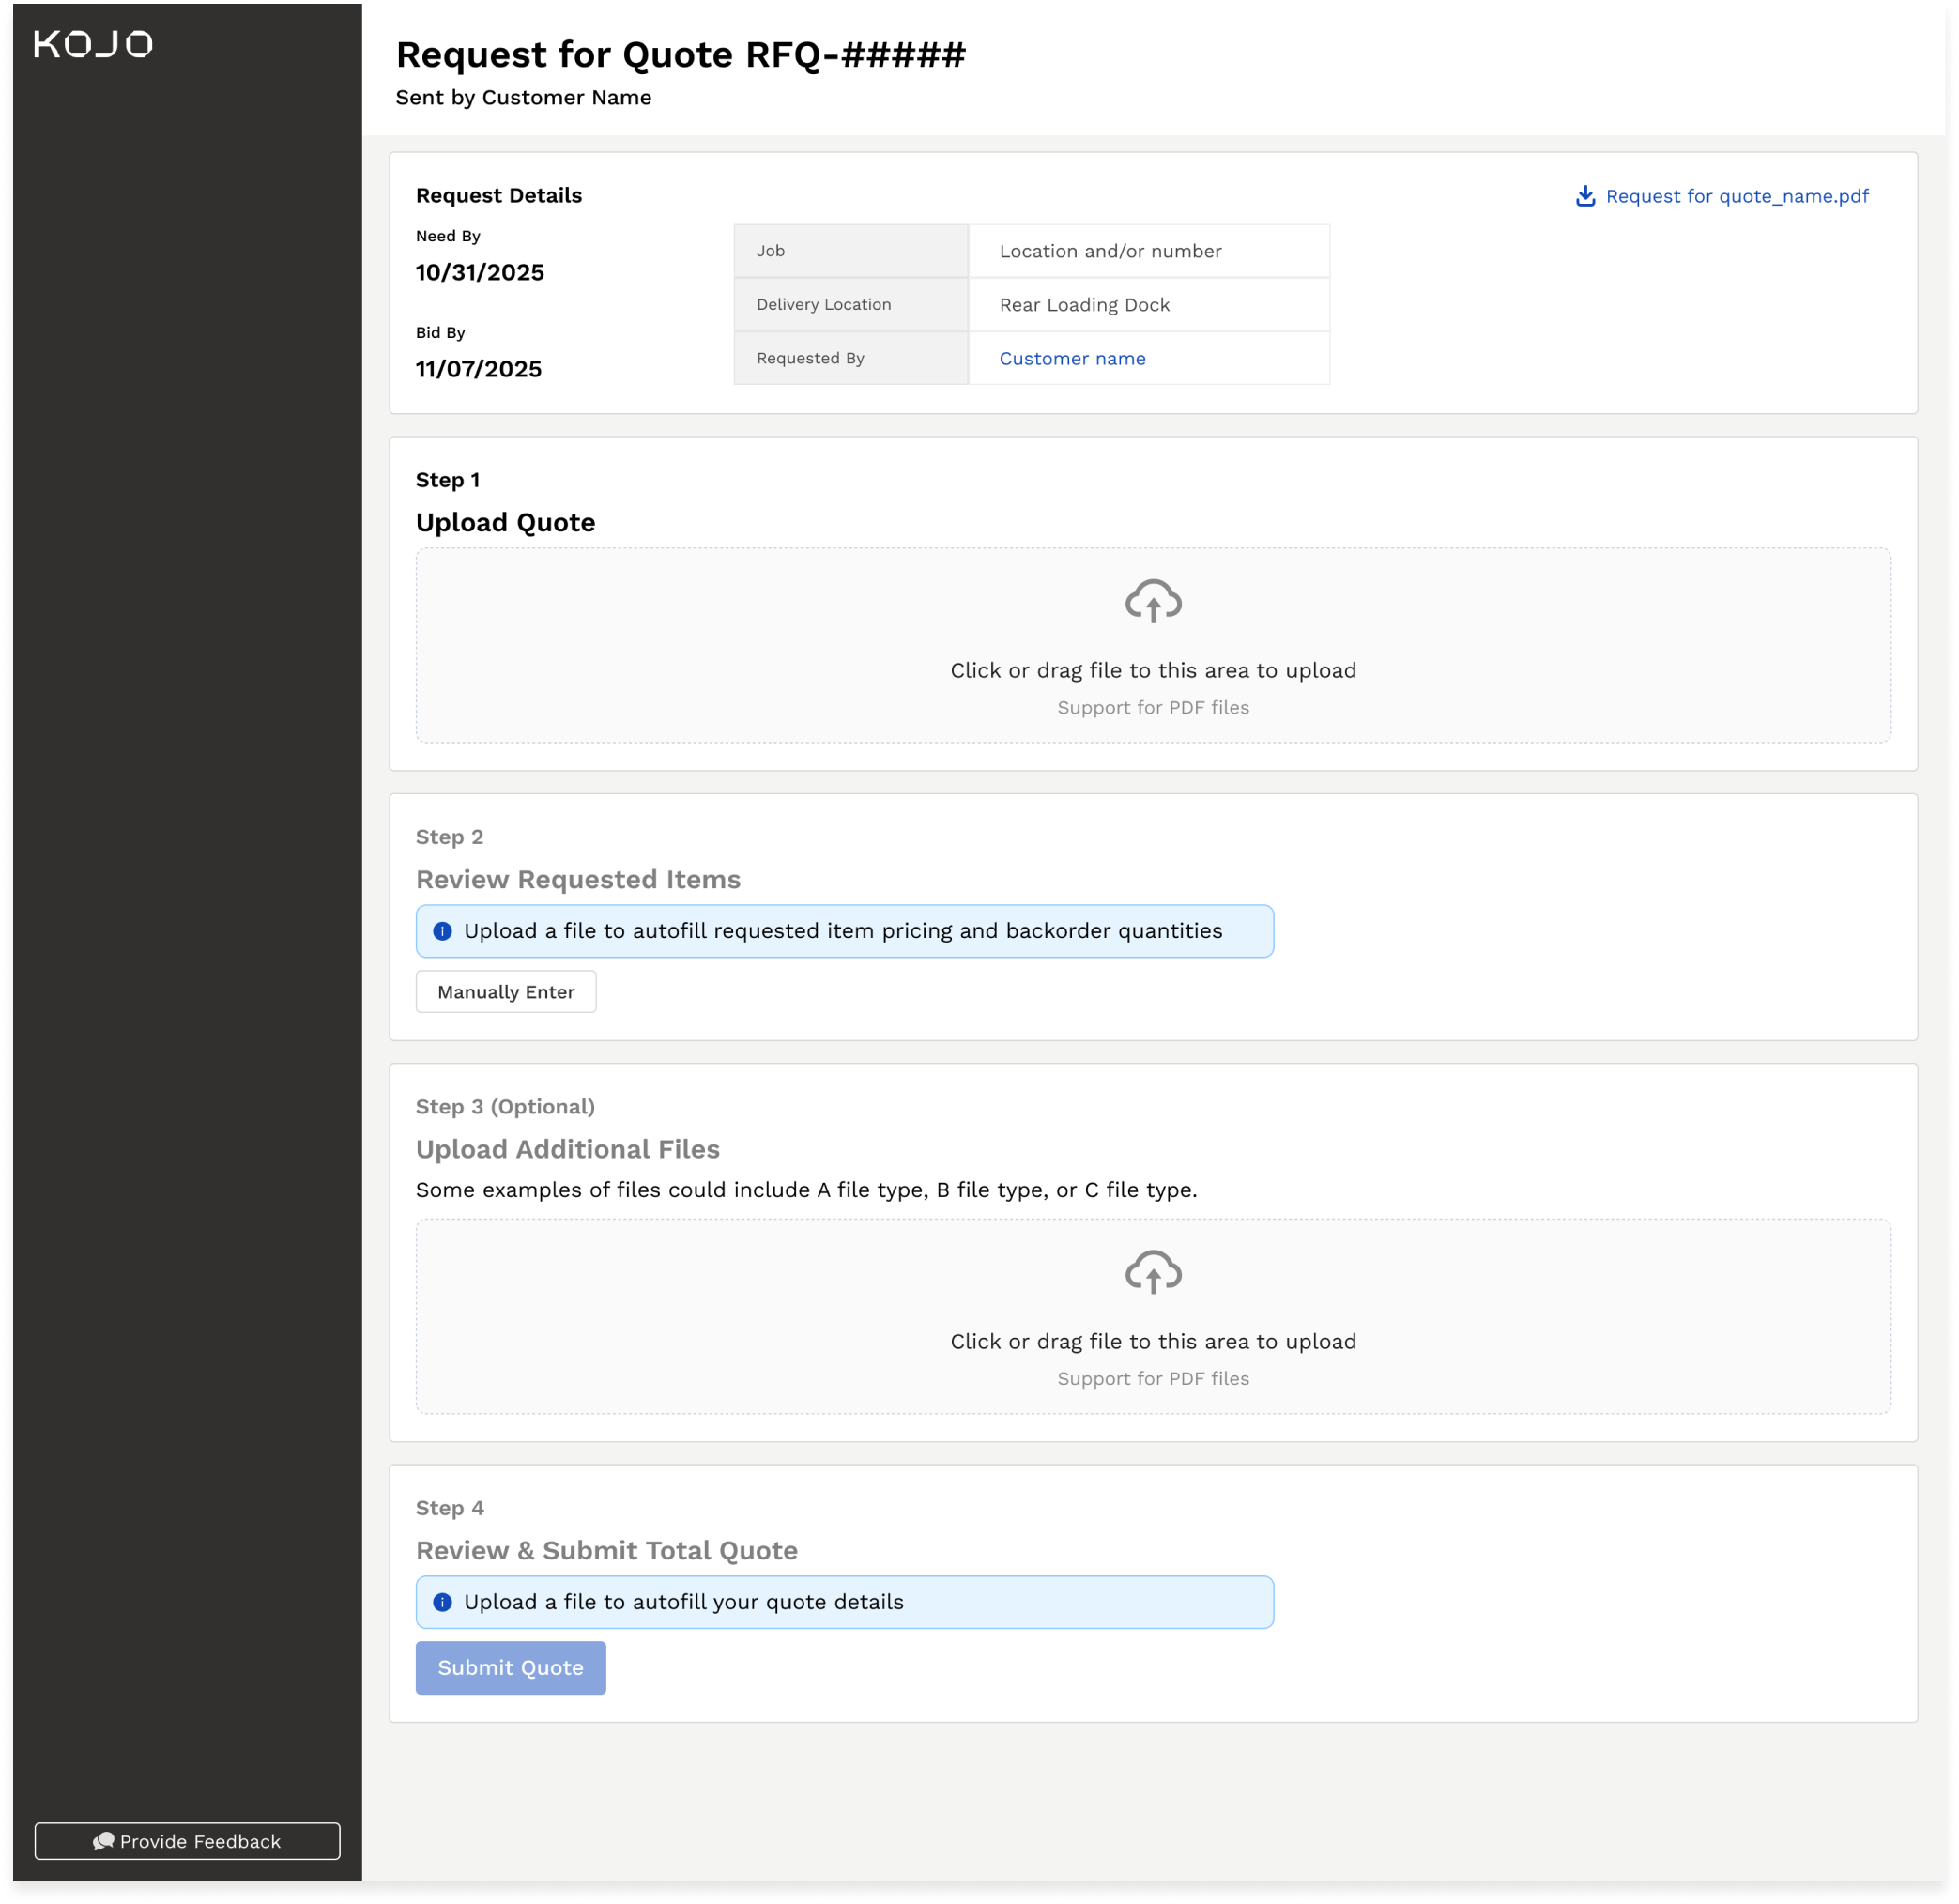 KOJO
Request for Quote RFQ-#####
Sent by Customer Name
Request Details
Request for quote_name.pdf
Need By
10/31/2025
Bid By
11/07/2025
Job
Location and/or number
Delivery Location
Rear Loading Dock
Requested By
Customer name
Step 1
Upload Quote
Click or drag file to this area to upload
Support for PDF files
Step 2
Review Requested Items
Upload a file to autofill requested item pricing and backorder quantities
Manually Enter
Step 3 (Optional)
Upload Additional Files
Some examples of files could include A file type, B file type, or C file type.
Click or drag file to this area to upload
Support for PDF files
Step 4
Review & Submit Total Quote
Upload a file to autofill your quote details
Submit Quote
Provide Feedback